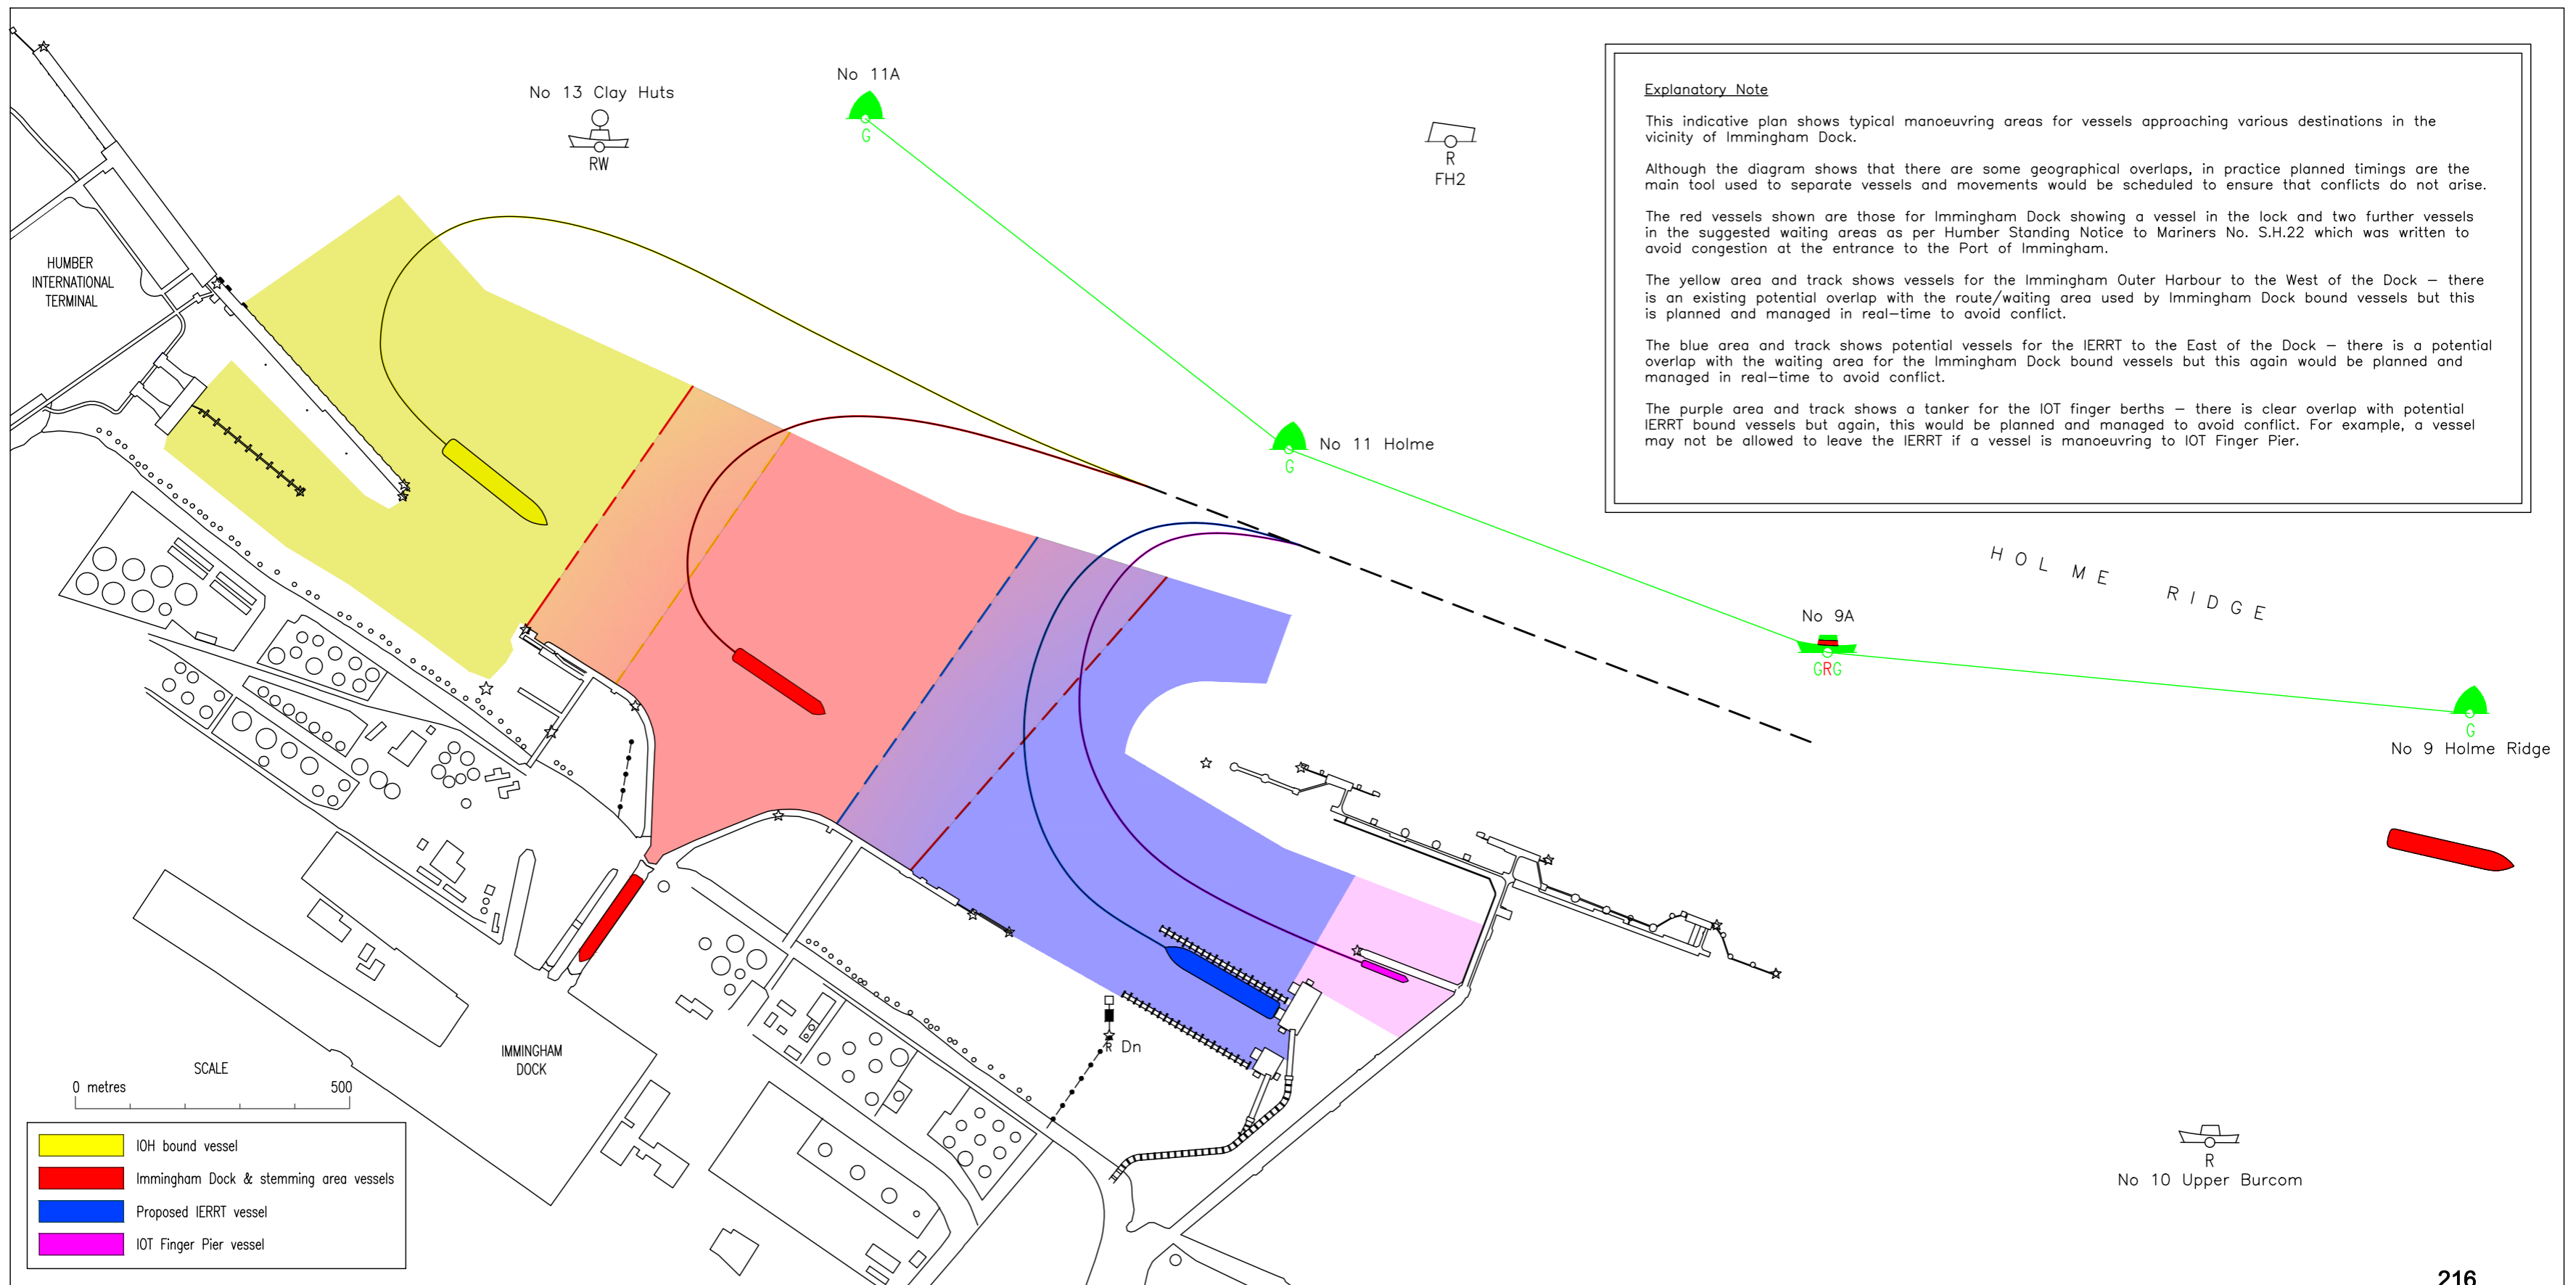 No 11A
No 13 Clay Huts
G
RW
R
FH2
Explanatory Note
This indicative plan shows typical manoeuvring areas for vessels approaching various destinations in the
vicinity of Immingham Dock.
Although the diagram shows that there are some geographical overlaps, in practice planned timings are the
main tool used to separate vessels and movements would be scheduled to ensure that conflicts do not arise.
The red vessels shown are those for Immingham Dock showing a vessel in the lock and two further vessels
in the suggested waiting areas as per Humber Standing Notice to Mariners No. S.H.22 which was written to
avoid congestion at the entrance to the Port of Immingham.
The yellow area and track shows vessels for the Immingham Outer Harbour to the West of the Dock – there
is an existing potential overlap with the route/waiting area used by Immingham Dock bound vessels but this
is planned and managed in real–time to avoid conflict.
The blue area and track shows potential vessels for the IERRT to the East of the Dock – there is a potential
overlap with the waiting area for the Immingham Dock bound vessels but this again would be planned and
managed in real–time to avoid conflict.
The purple area and track shows a tanker for the IOT finger berths – there is clear overlap with potential
IERRT bound vessels but again, this would be planned and managed to avoid conflict. For example, a vessel
may not be allowed to leave the IERRT if a vessel is manoeuvring to IOT Finger Pier.
HUMBER
INTERNATIONAL
TERMINAL
No 11 Holme
G
HOLME RIDGE
No 9A
GRG
G
No 9 Holme Ridge
R Dn
IMMINGHAM
DOCK
SCALE
0 metres 500
IOH bound vessel
Immingham Dock & stemming area vessels
Proposed IERRT vessel
IOT Finger Pier vessel
R
No 10 Upper Burcom
216